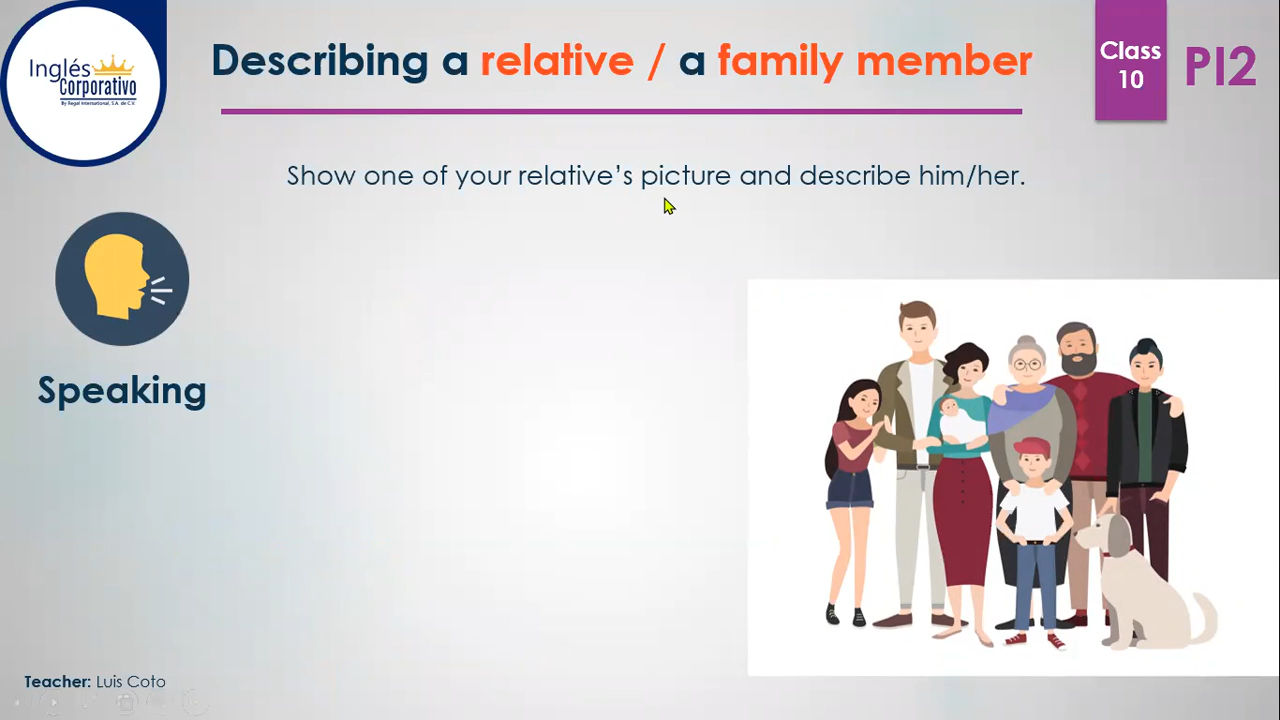 Inglés
Corporativo
By Regal International, S.A. de C.V.
Describing a relative / a family member
Class
10
PI2
Show one of your relative's picture and describe him/her.
Speaking
Teacher: Luis Coto